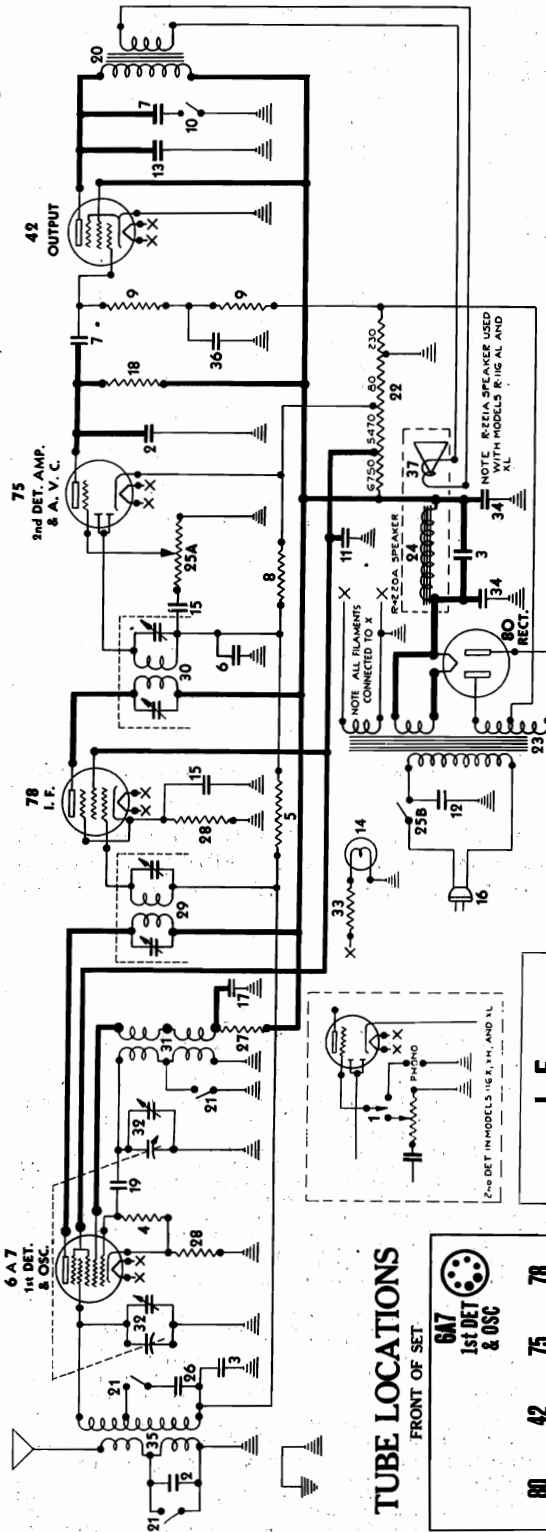 6 A 7
1st DET.
& OSC.
78
I. F.
75
2nd DET. AMP.
& A. V. C.
42
OUTPUT
20
7
10
13
7
9
9
36
18
2
25A
15
30
6
8
15
28
5
29
31
17
27
21
32
19
4
28
32
21
26
3
35
2
21
X
X
X
X
X
X
X
X
230
80
22
5470
6750
11
R-220A SPEAKER
24
37
NOTE R-221A SPEAKER USED
WITH MODELS R-116 AL AND
XL
34
3
34
NOTE ALL FILAMENTS
CONNECTED TO X
X
X
80
RECT.
23
25B
12
16
14
33
X
1
PHONO
X
X
2ND DET IN MODELS 116 X, XH, AND XL
TUBE LOCATIONS
FRONT OF SET
6A7
1st DET
& OSC
80 42 75 78